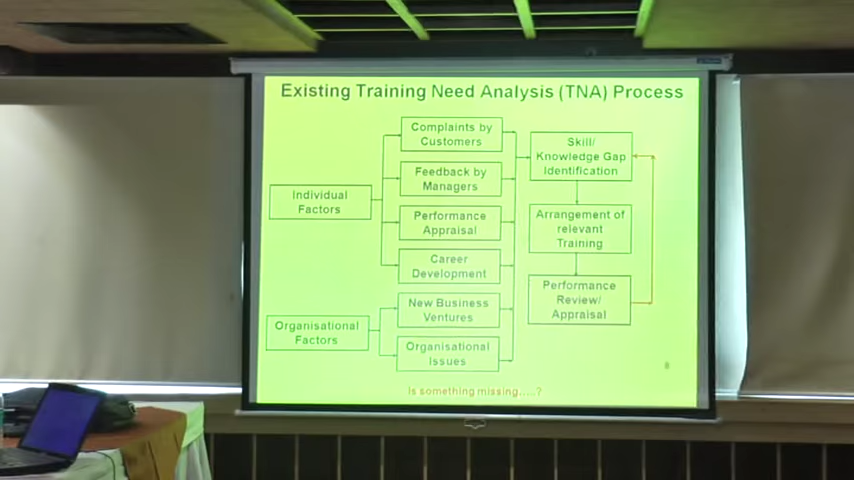 Existing Training Need Analysis (TNA) Process
Individual
Factors
Organisational
Factors
Complaints by
Customers
Feedback by
Managers
Performance
Appraisal
Career
Development
New Business
Ventures
Organisational
Issues
Skill/
Knowledge Gap
Identification
Arrangement of
relevant
Training
Performance
Review/
Appraisal
8
Is something missing.....?